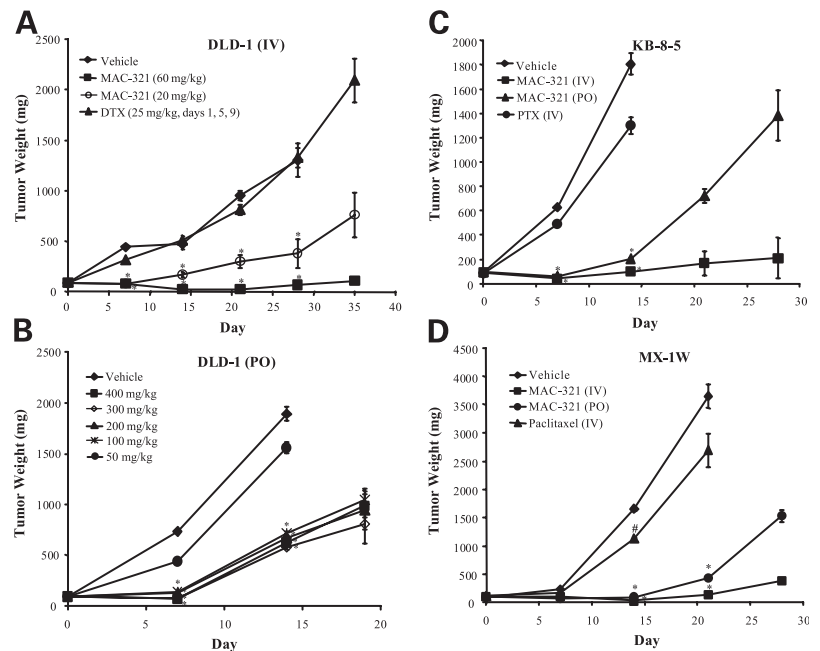 A
DLD-1 (IV)
Vehicle
MAC-321 (60 mg/kg)
MAC-321 (20 mg/kg)
DTX (25 mg/kg, days 1, 5, 9)
Tumor Weight (mg)
2500
2000
1500
1000
500
0
0 5 10 15 20 25 30 35 40
Day
* * * * * * *
B
DLD-1 (PO)
Vehicle
400 mg/kg
300 mg/kg
200 mg/kg
100 mg/kg
50 mg/kg
Tumor Weight (mg)
2500
2000
1500
1000
500
0
0 5 10 15 20
Day
* * * * *
C
KB-8-5
Vehicle
MAC-321 (IV)
MAC-321 (PO)
PTX (IV)
Tumor Weight (mg)
1800
1600
1400
1200
1000
800
600
400
200
0
0 5 10 15 20 25 30
Day
* * * *
D
MX-1W
Vehicle
MAC-321 (IV)
MAC-321 (PO)
Paclitaxel (IV)
Tumor Weight (mg)
4500
4000
3500
3000
2500
2000
1500
1000
500
0
0 5 10 15 20 25 30
Day
# * * * *